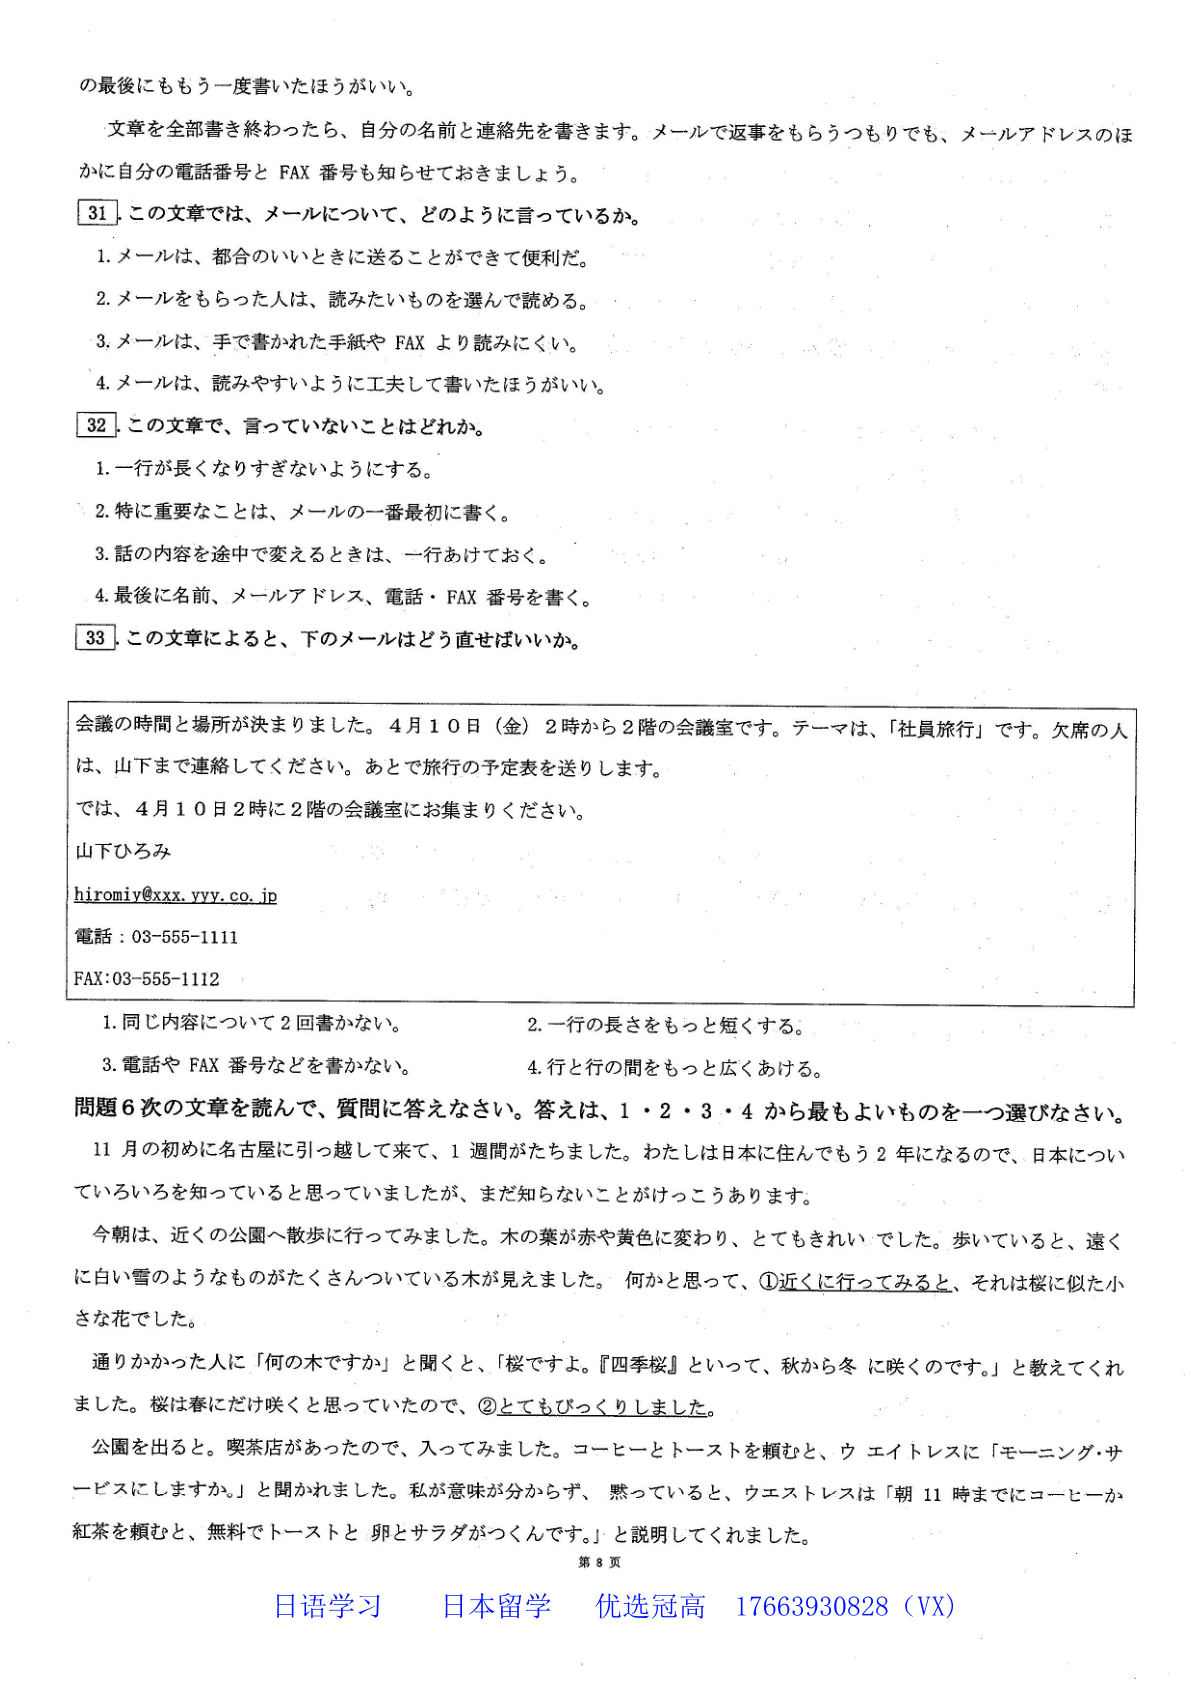 の最後にももう一度書いたほうがいい。
文章を全部書き終わったら、自分の名前と連絡先を書きます。メールで返事をもらうつもりでも、メールアドレスのほ
かに自分の電話番号と FAX 番号も知らせておきましょう。
31.この文章では、メールについて、どのように言っているか。
1.メールは、都合のいいときに送ることができて便利だ。
2.メールをもらった人は、読みたいものを選んで読める。
3.メールは、手で書かれた手紙や FAX より読みにくい。
4.メールは、読みやすいように工夫して書いたほうがいい。
32.この文章で、言っていないことはどれか。
1.一行が長くなりすぎないようにする。
2.特に重要なことは、メールの一番最初に書く。
3.話の内容を途中で変えるときは、一行あけておく。
4.最後に名前、メールアドレス、電話・FAX 番号を書く。
33.この文章によると、下のメールはどう直せばいいか。
会議の時間と場所が決まりました。4月10日（金）2時から2階の会議室です。テーマは、「社員旅行」です。欠席の人
は、山下まで連絡してください。あとで旅行の予定表を送りします。
では、4月10日2時に2階の会議室にお集まりください。
山下ひろみ
hiromiy@xxx.yyy.co.jp
電話：03-555-1111
FAX:03-555-1112
1.同じ内容について2回書かない。 2.一行の長さをもっと短くする。
3.電話や FAX 番号などを書かない。 4.行と行の間をもっと広くあける。
問題6次の文章を読んで、質問に答えなさい。答えは、1・2・3・4 から最もよいものを一つ選びなさい。
11 月の初めに名古屋に引っ越して来て、1 週間がたちました。わたしは日本に住んでもう2 年になるので、日本につい
ていろいろを知っていると思っていましたが、まだ知らないことがけっこうあります。
今朝は、近くの公園へ散歩に行ってみました。木の葉が赤や黄色に変わり、とてもきれい でした。歩いていると、遠く
に白い雪のようなものがたくさんついている木が見えました。 何かと思って、①近くに行ってみると、それは桜に似た小
さな花でした。
通りかかった人に「何の木ですか」と聞くと、「桜ですよ。『四季桜』といって、秋から冬 に咲くのです。」と教えてくれ
ました。桜は春にだけ咲くと思っていたので、②とてもびっくりしました。
公園を出ると。喫茶店があったので、入ってみました。コーヒーとトーストを頼むと、ウ エイトレスに「モーニング・サ
ービスにしますか。」と聞かれました。私が意味が分からず、 黙っていると、ウエストレスは「朝 11 時までにコーヒーか
紅茶を頼むと、無料でトーストと 卵とサラダがつくんです。」と説明してくれました。
第 8 页
日语学习 日本留学 优选冠高 17663930828（VX）